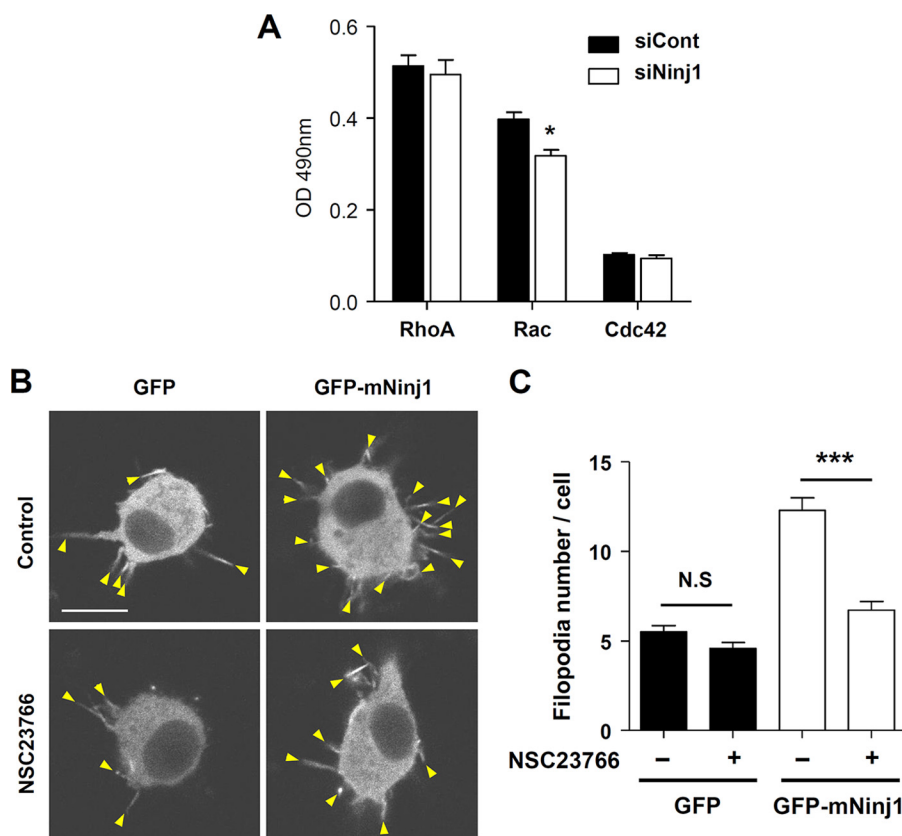 A
siCont
siNinj1
OD 490nm
0.6
0.4
0.2
0.0
*
RhoA Rac Cdc42
B
GFP GFP-mNinj1
Control
NSC23766
C
Filopodia number / cell
15
10
5
0
N.S
***
NSC23766 – + – +
GFP GFP-mNinj1